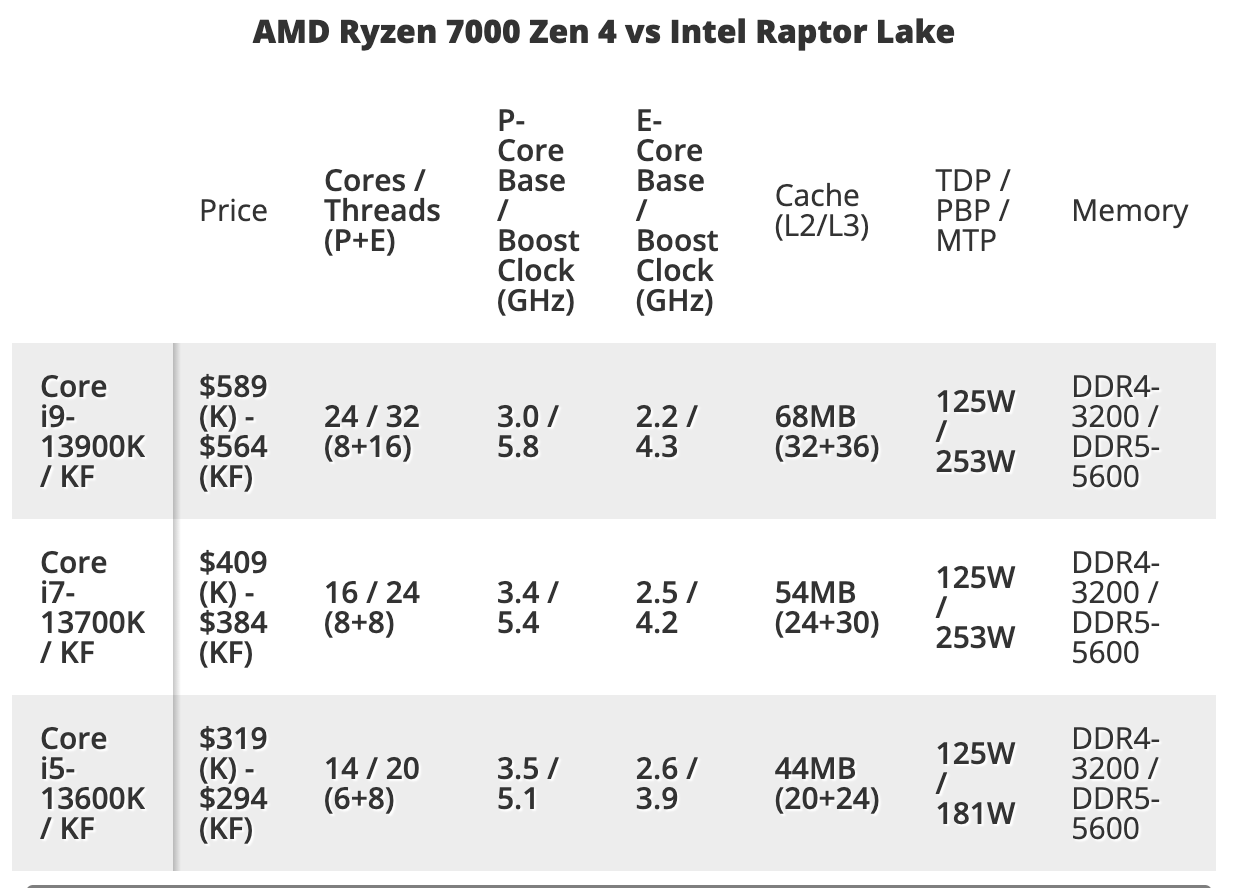 AMD Ryzen 7000 Zen 4 vs Intel Raptor Lake
Price
Cores /
Threads
(P+E)
P-
Core
Base
/
Boost
Clock
(GHz)
E-
Core
Base
/
Boost
Clock
(GHz)
Cache
(L2/L3)
TDP /
PBP /
MTP
Memory
Core
i9-
13900K
/ KF
$589
(K) -
$564
(KF)
24 / 32
(8+16)
3.0 /
5.8
2.2 /
4.3
68MB
(32+36)
125W
/
253W
DDR4-
3200 /
DDR5-
5600
Core
i7-
13700K
/ KF
$409
(K) -
$384
(KF)
16 / 24
(8+8)
3.4 /
5.4
2.5 /
4.2
54MB
(24+30)
125W
/
253W
DDR4-
3200 /
DDR5-
5600
Core
i5-
13600K
/ KF
$319
(K) -
$294
(KF)
14 / 20
(6+8)
3.5 /
5.1
2.6 /
3.9
44MB
(20+24)
125W
/
181W
DDR4-
3200 /
DDR5-
5600